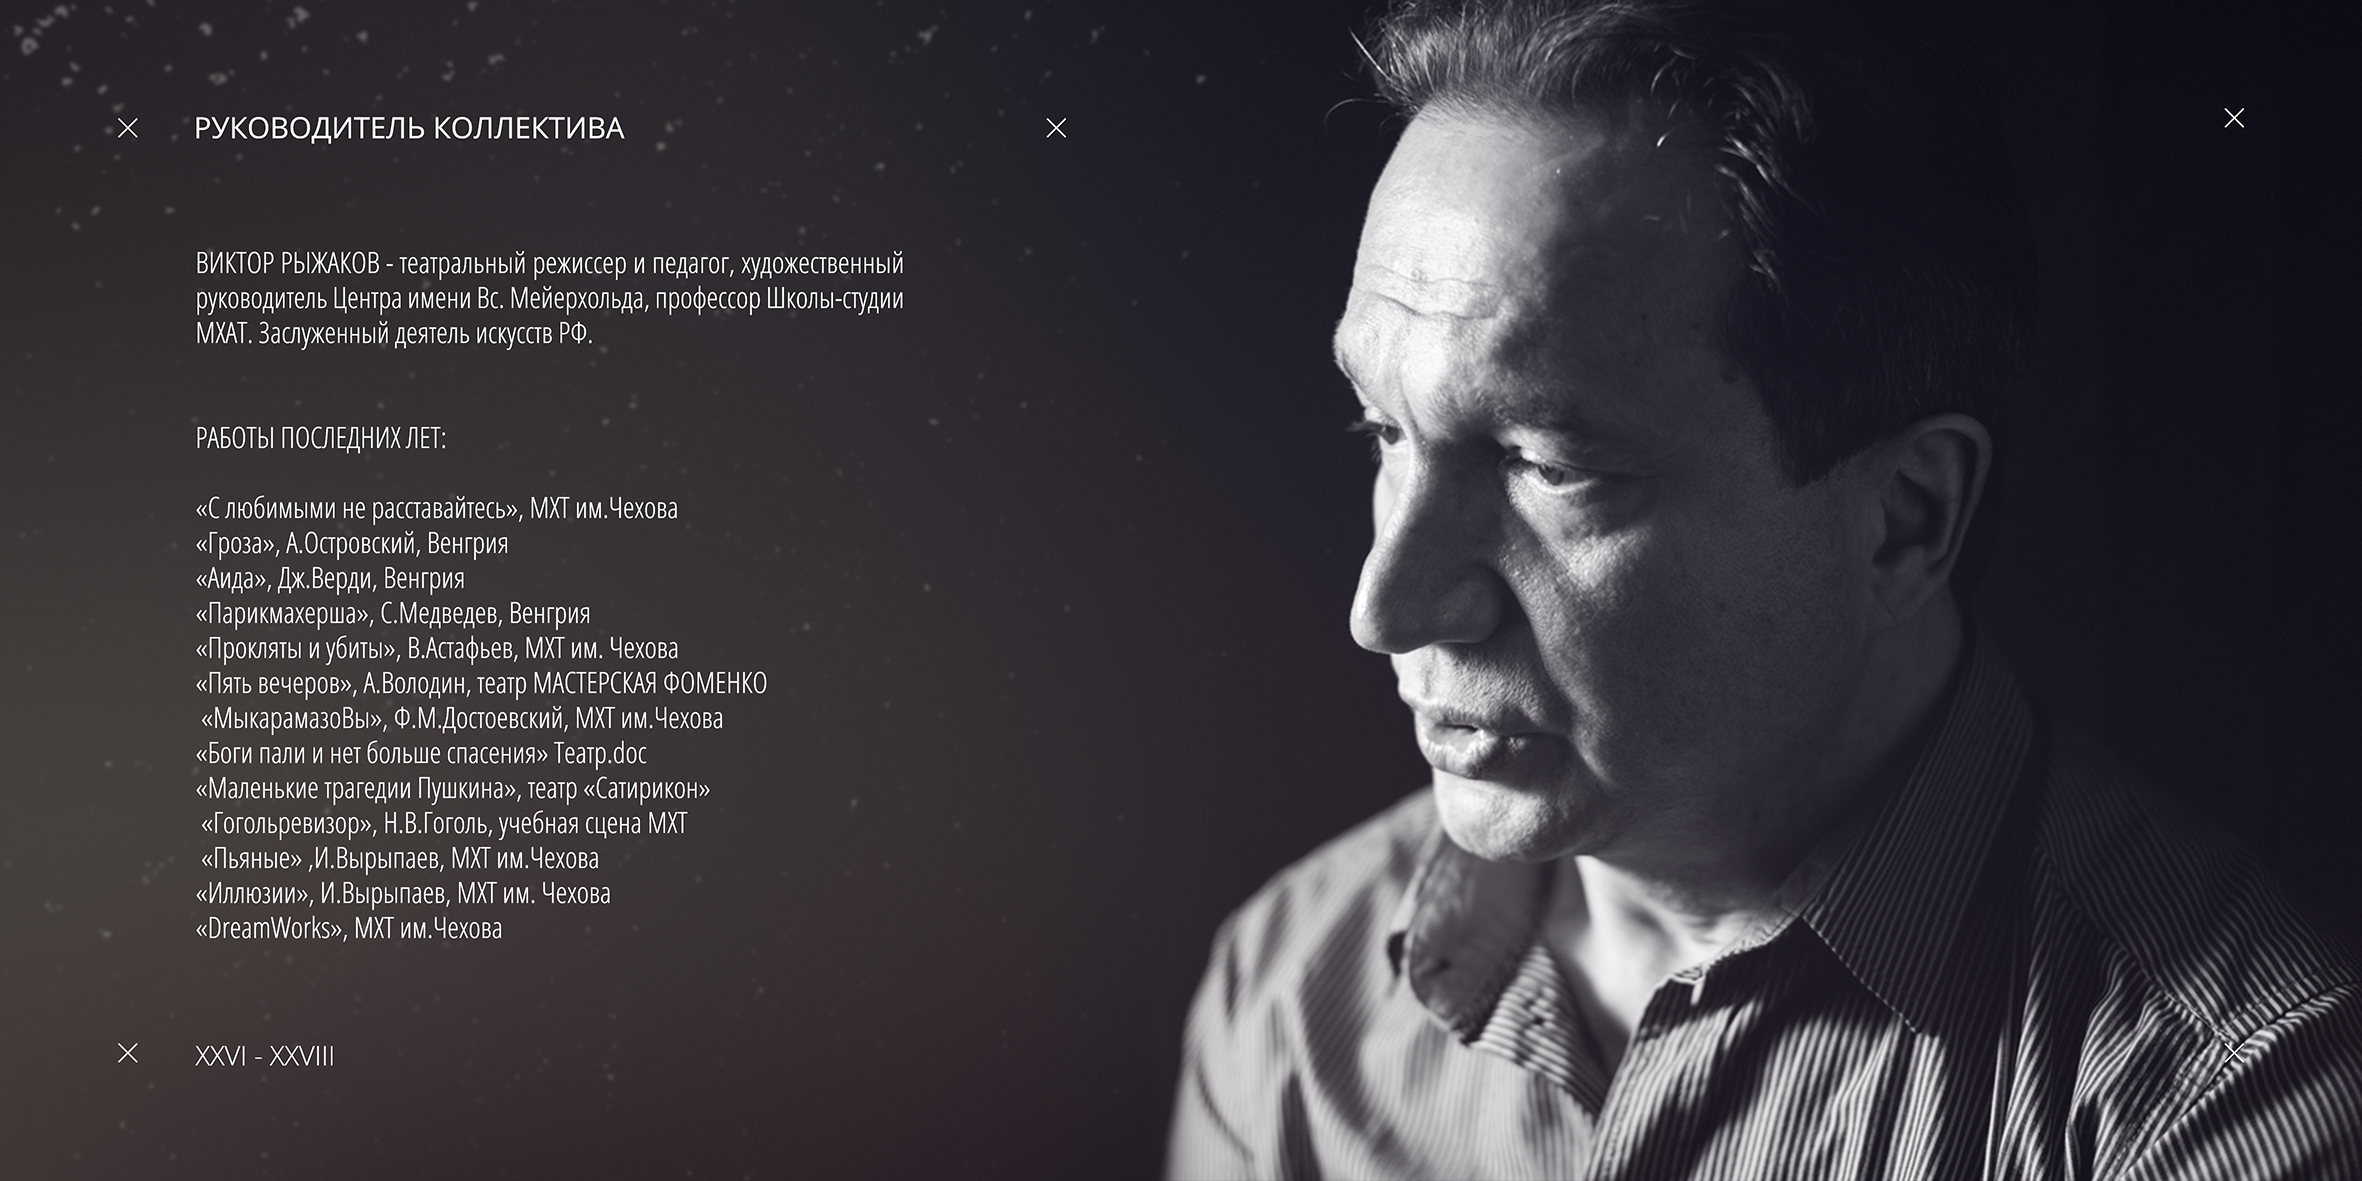 РУКОВОДИТЕЛЬ КОЛЛЕКТИВА
ВИКТОР РЫЖАКОВ - театральный режиссер и педагог, художественный
руководитель Центра имени Вс. Мейерхольда, профессор Школы-студии
МХАТ. Заслуженный деятель искусств РФ.
РАБОТЫ ПОСЛЕДНИХ ЛЕТ:
«С любимыми не расставайтесь», МХТ им.Чехова
«Гроза», А.Островский, Венгрия
«Аида», Дж.Верди, Венгрия
«Парикмахерша», С.Медведев, Венгрия
«Прокляты и убиты», В.Астафьев, МХТ им. Чехова
«Пять вечеров», А.Володин, театр МАСТЕРСКАЯ ФОМЕНКО
«МыкарамазоВы», Ф.М.Достоевский, МХТ им.Чехова
«Боги пали и нет больше спасения» Театр.doc
«Маленькие трагедии Пушкина», театр «Сатирикон»
«Гогольревизор», Н.В.Гоголь, учебная сцена МХТ
«Пьяные» ,И.Вырыпаев, МХТ им.Чехова
«Иллюзии», И.Вырыпаев, МХТ им. Чехова
«DreamWorks», МХТ им.Чехова
XXVI - XXVIII